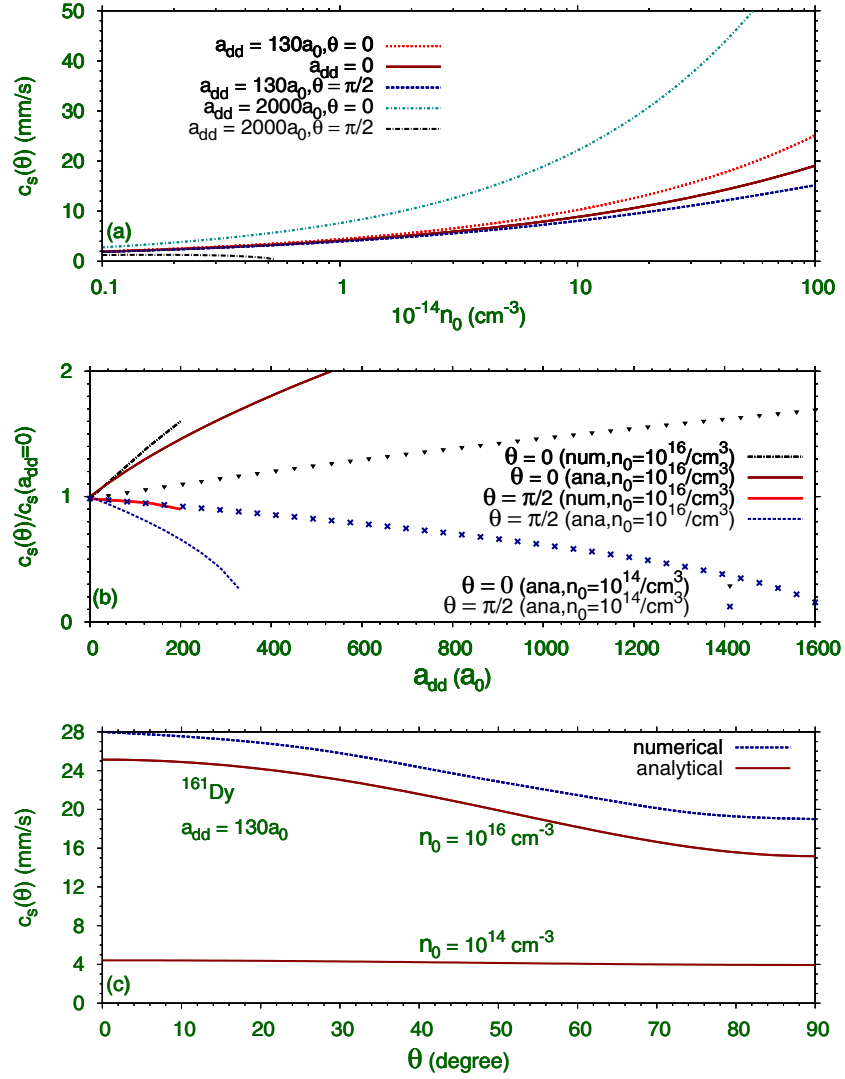 50
40
30
20
10
0
c_s(θ) (mm/s)
a_dd = 130a_0,θ = 0
a_dd = 0
a_dd = 130a_0,θ = π/2
a_dd = 2000a_0,θ = 0
a_dd = 2000a_0,θ = π/2
(a)
0.1 1 10 100
10^-14 n_0 (cm^-3)
2
1
0
c_s(θ)/c_s(a_dd=0)
θ = 0 (num,n_0=10^16/cm^3)
θ = 0 (ana,n_0=10^16/cm^3)
θ = π/2 (num,n_0=10^16/cm^3)
θ = π/2 (ana,n_0=10^16/cm^3)
θ = 0 (ana,n_0=10^14/cm^3)
θ = π/2 (ana,n_0=10^14/cm^3)
(b)
0 200 400 600 800 1000 1200 1400 1600
a_dd (a_0)
28
24
20
16
12
8
4
0
c_s(θ) (mm/s)
numerical
analytical
^161Dy
a_dd = 130a_0
n_0 = 10^16 cm^-3
n_0 = 10^14 cm^-3
(c)
0 10 20 30 40 50 60 70 80 90
θ (degree)